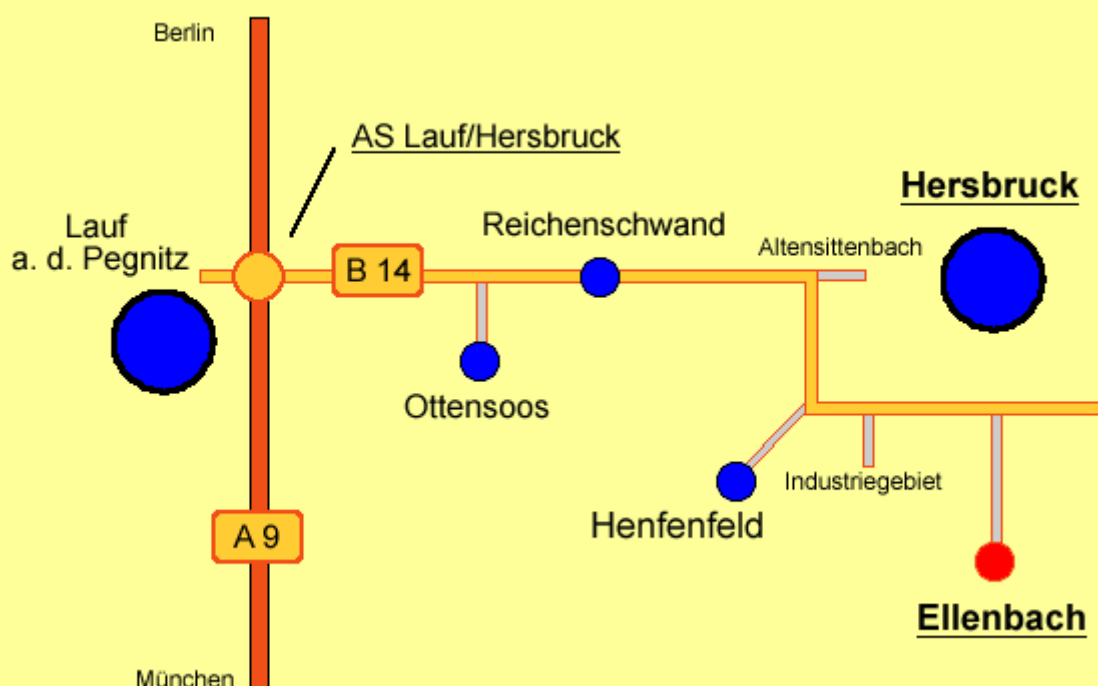 Berlin
AS Lauf/Hersbruck
Hersbruck
Lauf
a. d. Pegnitz
Reichenschwand
Altensittenbach
B 14
Ottensoos
Industriegebiet
Henfenfeld
A 9
Ellenbach
München